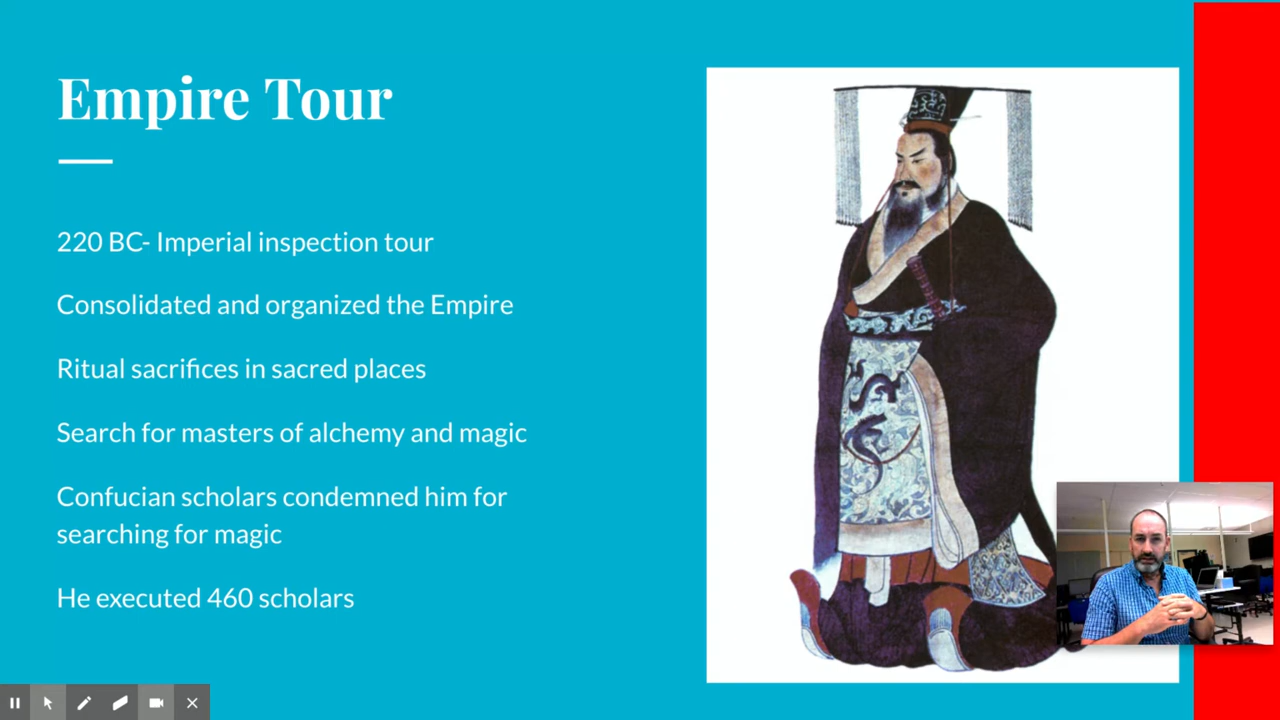 Empire Tour
220 BC- Imperial inspection tour
Consolidated and organized the Empire
Ritual sacrifices in sacred places
Search for masters of alchemy and magic
Confucian scholars condemned him for
searching for magic
He executed 460 scholars